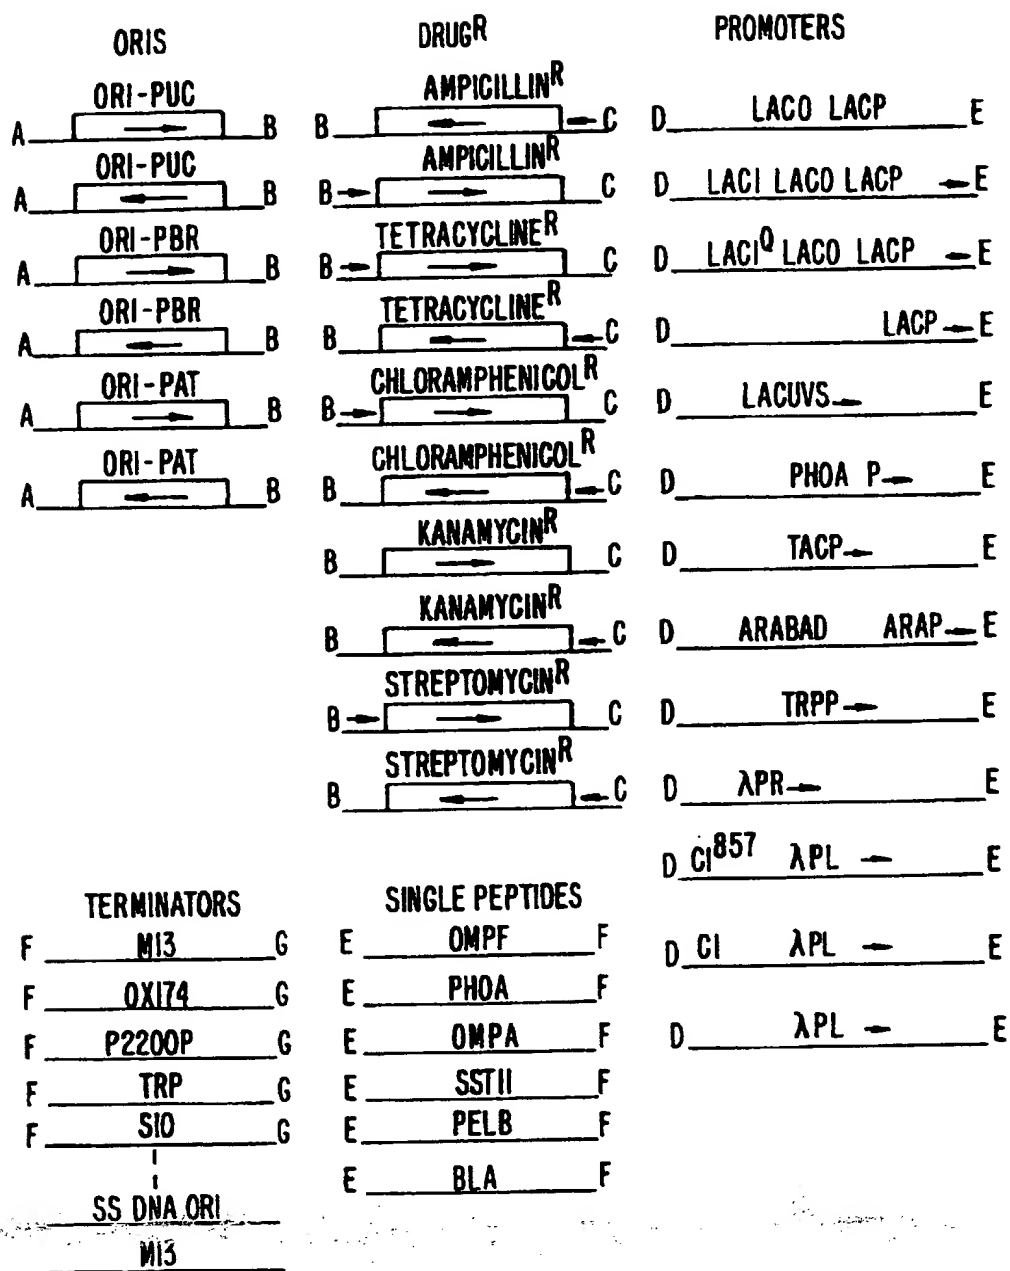 ORIS
ORI-PUC
A B
ORI-PUC
A B
ORI-PBR
A B
ORI-PBR
A B
ORI-PAT
A B
ORI-PAT
A B
DRUGR
AMPICILLINR
B C
AMPICILLINR
B C
TETRACYCLINER
B C
TETRACYCLINER
B C
CHLORAMPHENICOLR
B C
CHLORAMPHENICOLR
B C
KANAMYCINR
B C
KANAMYCINR
B C
STREPTOMYCINR
B C
STREPTOMYCINR
B C
PROMOTERS
D LACO LACP E
D LACI LACO LACP E
D LACIQ LACO LACP E
D LACP E
D LACUVS E
D PHOA P E
D TACP E
D ARABAD ARAP E
D TRPP E
D λPR E
D CI857 λPL E
D CI λPL E
D λPL E
TERMINATORS
F M13 G
F OX174 G
F P2200P G
F TRP G
F S10 G
SS DNA ORI
M13
SINGLE PEPTIDES
E OMPF F
E PHOA F
E OMPA F
E SSTII F
E PELB F
E BLA F